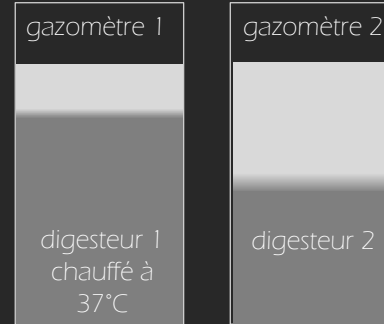 gazomètre 1
gazomètre 2
digesteur 1
chauffé à
37°C
digesteur 2